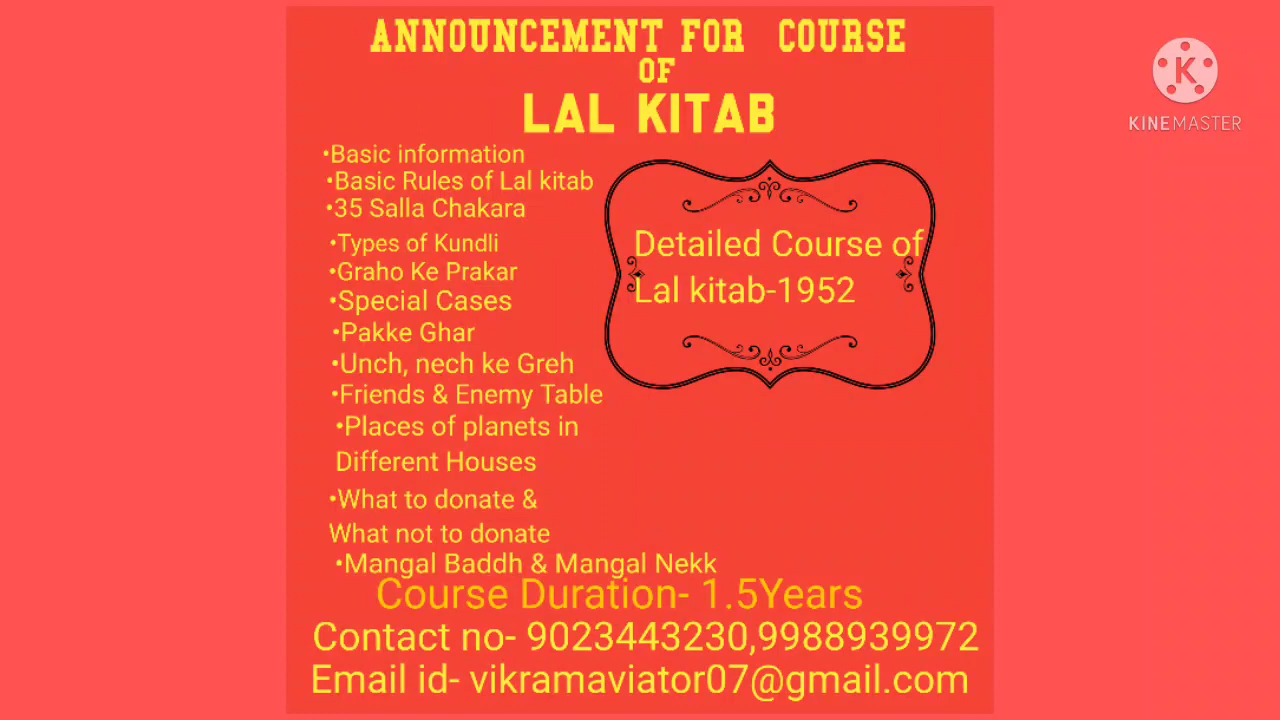 ANNOUNCEMENT FOR COURSE
OF
LAL KITAB
•Basic information
•Basic Rules of Lal kitab
•35 Salla Chakara
•Types of Kundli
•Graho Ke Prakar
•Special Cases
•Pakke Ghar
•Unch, nech ke Greh
•Friends & Enemy Table
•Places of planets in
Different Houses
•What to donate &
What not to donate
•Mangal Baddh & Mangal Nekk
Detailed Course of
Lal kitab-1952
Course Duration- 1.5Years
Contact no- 9023443230,9988939972
Email id- vikramaviator07@gmail.com
K
KINEMASTER